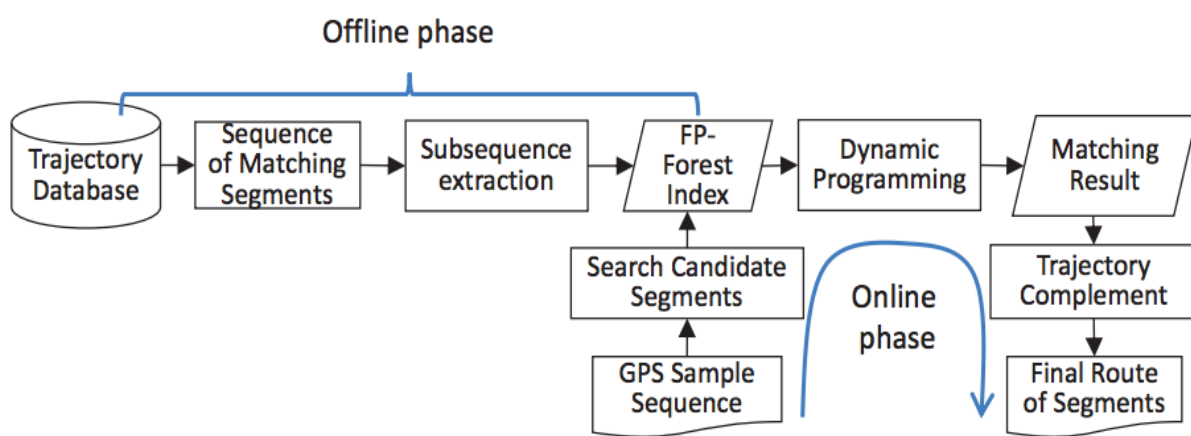 Offline phase
Trajectory
Database
Sequence
of Matching
Segments
Subsequence
extraction
FP-
Forest
Index
Dynamic
Programming
Matching
Result
Search Candidate
Segments
Online
phase
Trajectory
Complement
GPS Sample
Sequence
Final Route
of Segments